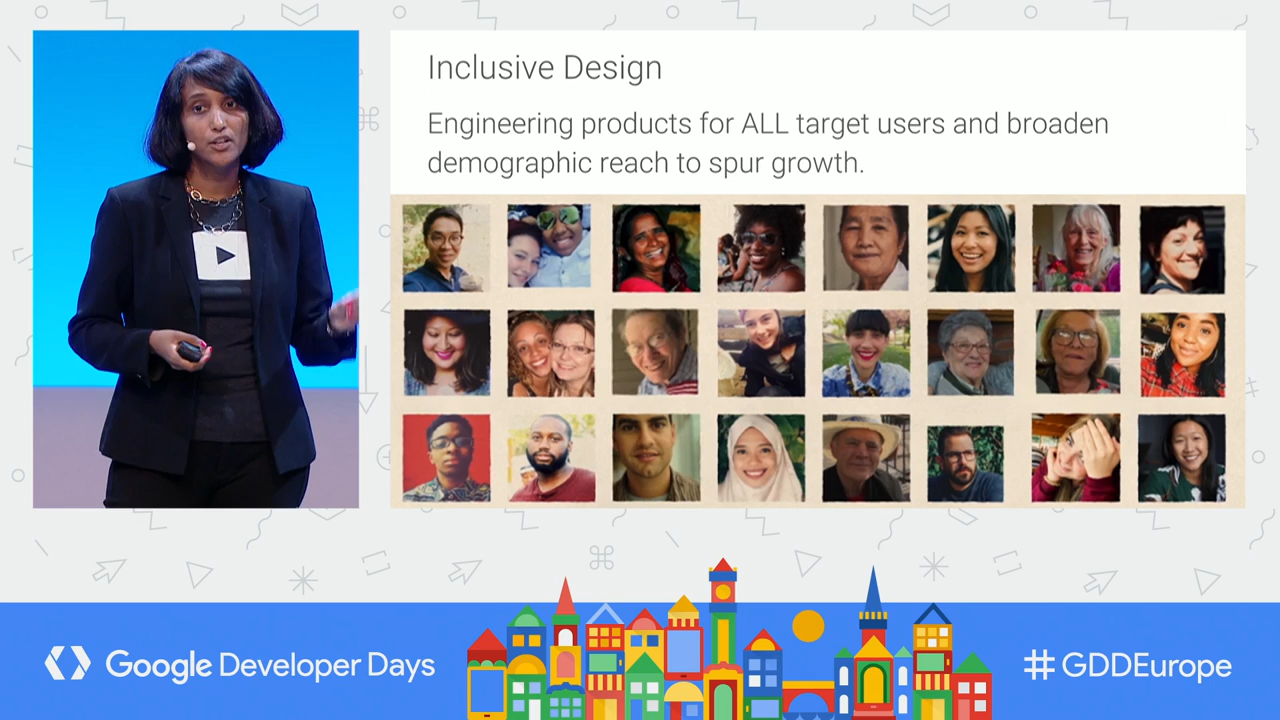 Inclusive Design
Engineering products for ALL target users and broaden
demographic reach to spur growth.
Google Developer Days
#GDDEurope